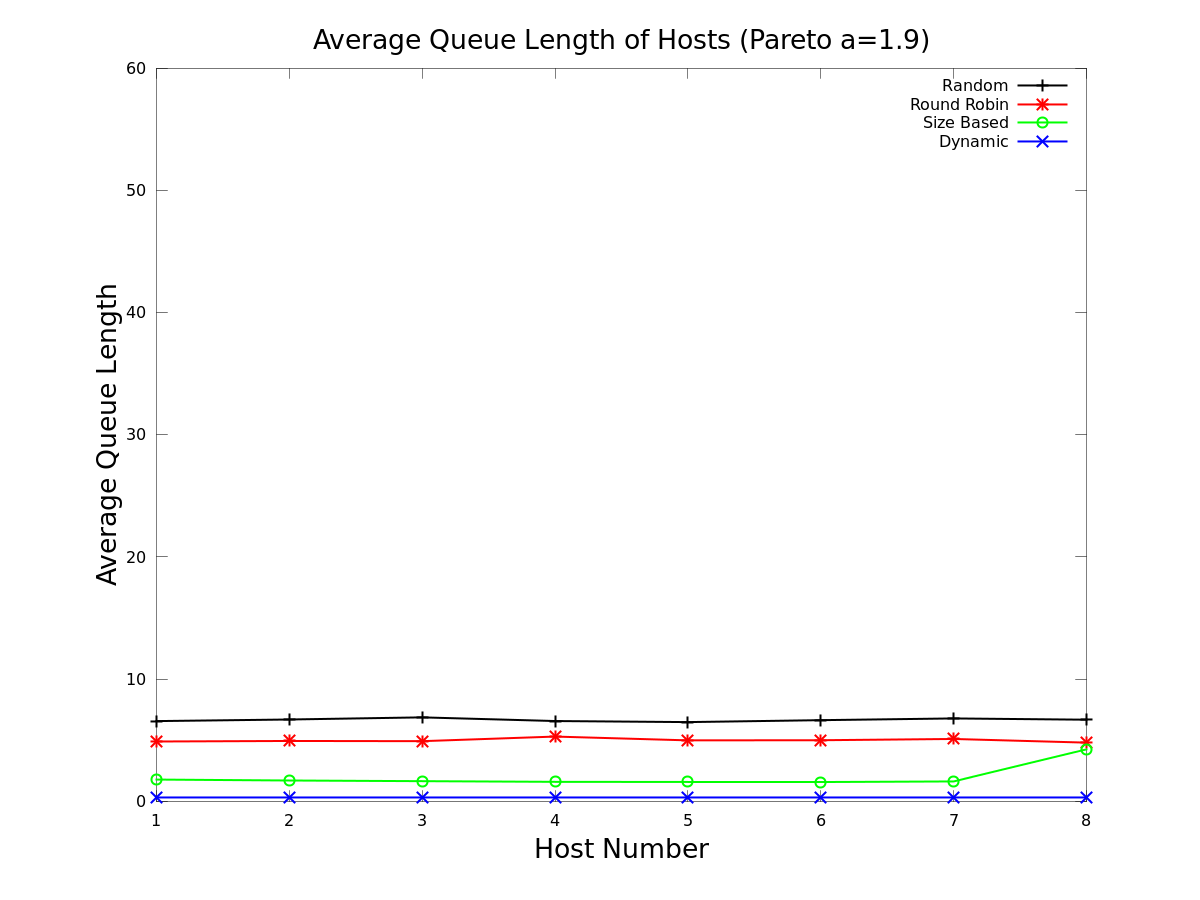 Average Queue Length of Hosts (Pareto a=1.9)
Random
Round Robin
Size Based
Dynamic
Average Queue Length
60
50
40
30
20
10
0
1 2 3 4 5 6 7 8
Host Number